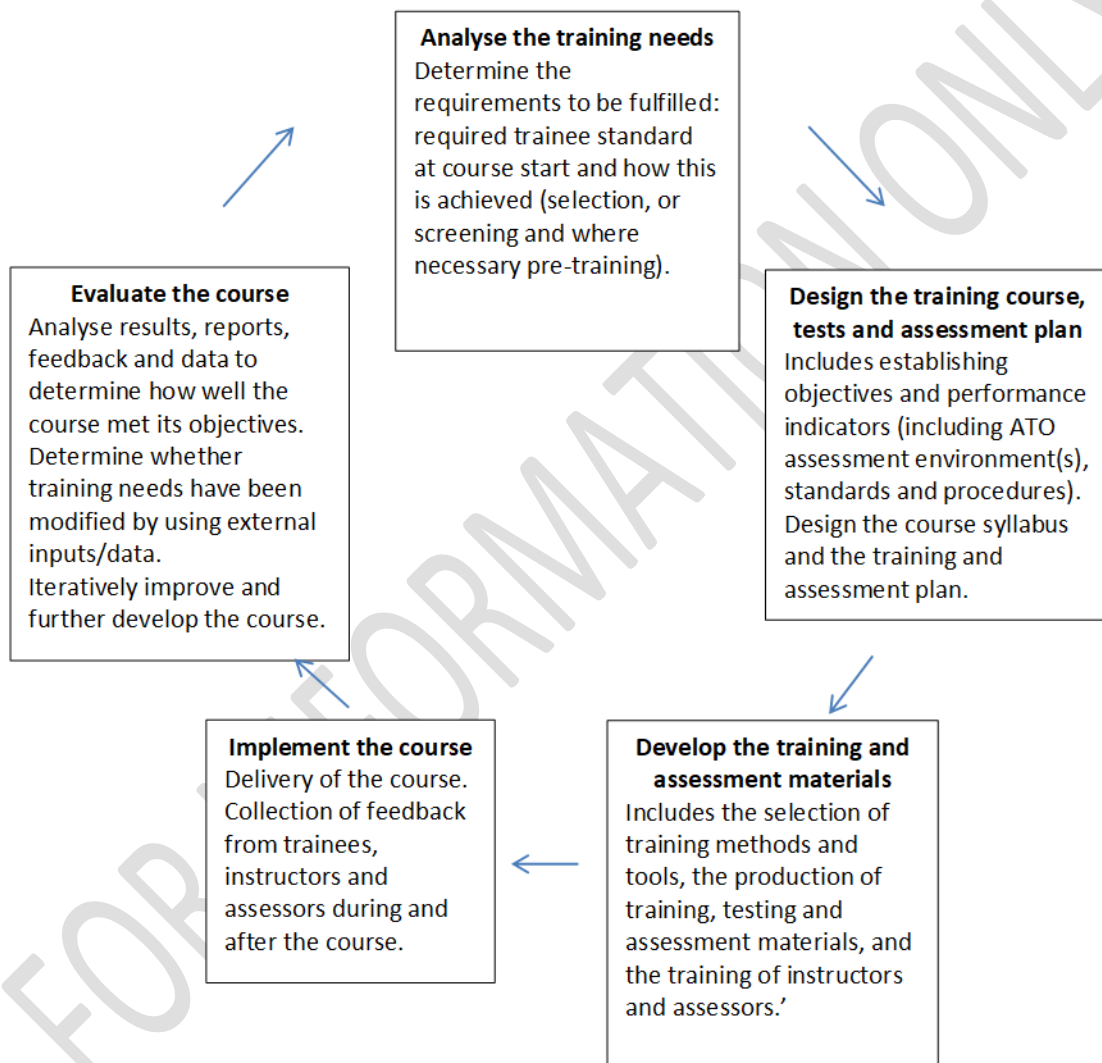 Analyse the training needs
Determine the
requirements to be fulfilled:
required trainee standard
at course start and how this
is achieved (selection, or
screening and where
necessary pre-training).
Design the training course,
tests and assessment plan
Includes establishing
objectives and performance
indicators (including ATO
assessment environment(s),
standards and procedures).
Design the course syllabus
and the training and
assessment plan.
Develop the training and
assessment materials
Includes the selection of
training methods and
tools, the production of
training, testing and
assessment materials, and
the training of instructors
and assessors.’
Implement the course
Delivery of the course.
Collection of feedback
from trainees,
instructors and
assessors during and
after the course.
Evaluate the course
Analyse results, reports,
feedback and data to
determine how well the
course met its objectives.
Determine whether
training needs have been
modified by using external
inputs/data.
Iteratively improve and
further develop the course.
FOR INFORMATION ONLY